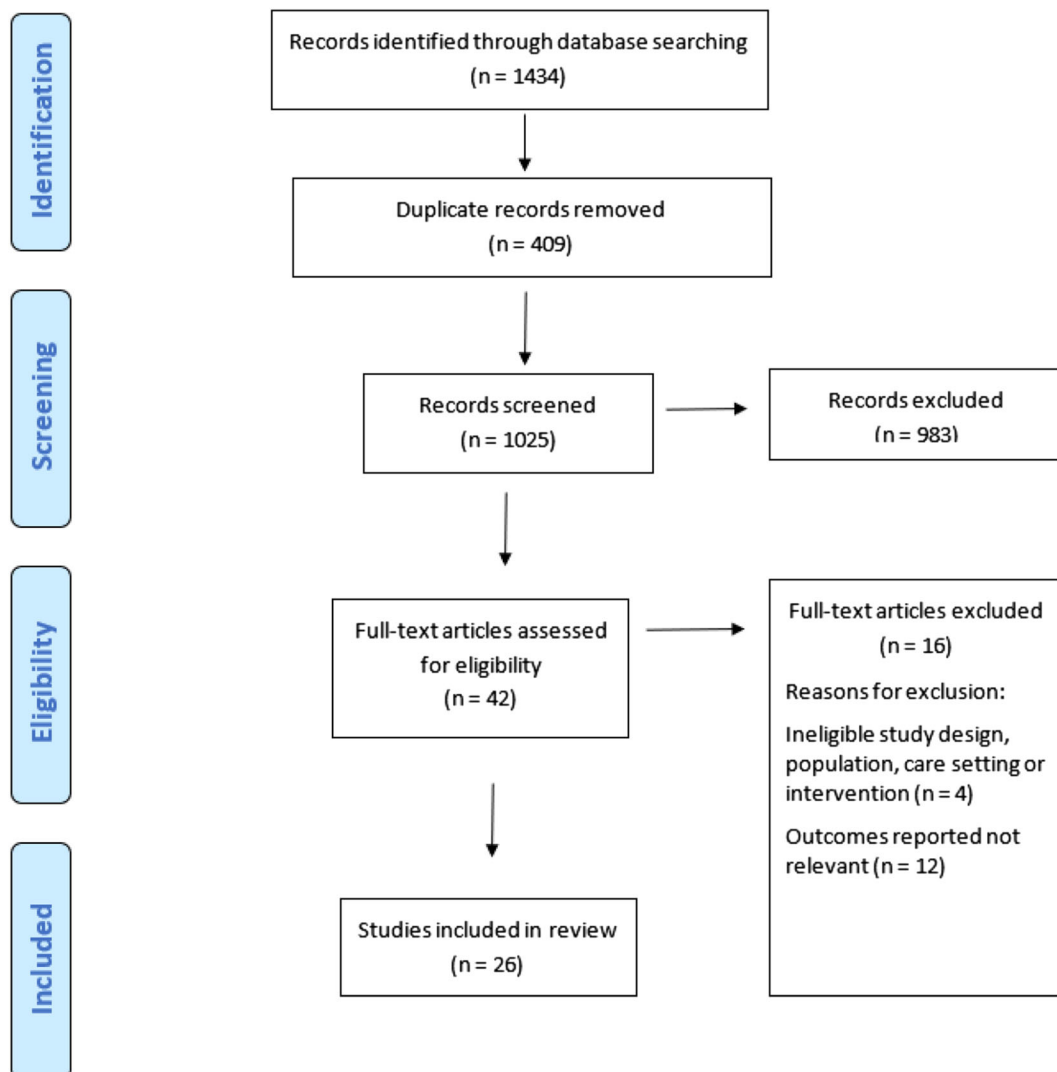 Identification
Records identified through database searching
(n = 1434)
Duplicate records removed
(n = 409)
Screening
Records screened
(n = 1025)
Records excluded
(n = 983)
Eligibility
Full-text articles assessed
for eligibility
(n = 42)
Full-text articles excluded
(n = 16)
Reasons for exclusion:
Ineligible study design,
population, care setting or
intervention (n = 4)
Outcomes reported not
relevant (n = 12)
Included
Studies included in review
(n = 26)